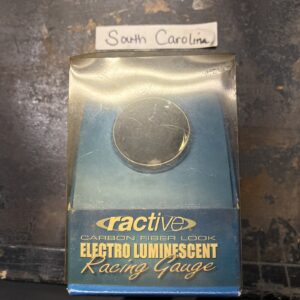 South Carolina
ractive
CARBON FIBER LOOK
ELECTRO LUMINESCENT
Racing Gauge